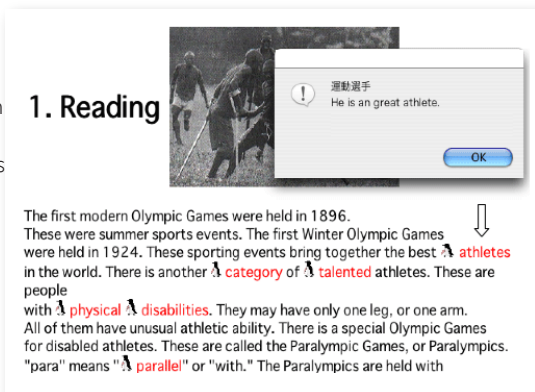 1. Reading
運動選手
He is an great athlete.
OK
The first modern Olympic Games were held in 1896.
These were summer sports events. The first Winter Olympic Games
were held in 1924. These sporting events bring together the best athletes
in the world. There is another category of talented athletes. These are
people
with physical disabilities. They may have only one leg, or one arm.
All of them have unusual athletic ability. There is a special Olympic Games
for disabled athletes. These are called the Paralympic Games, or Paralympics.
"para" means "parallel" or "with." The Paralympics are held with